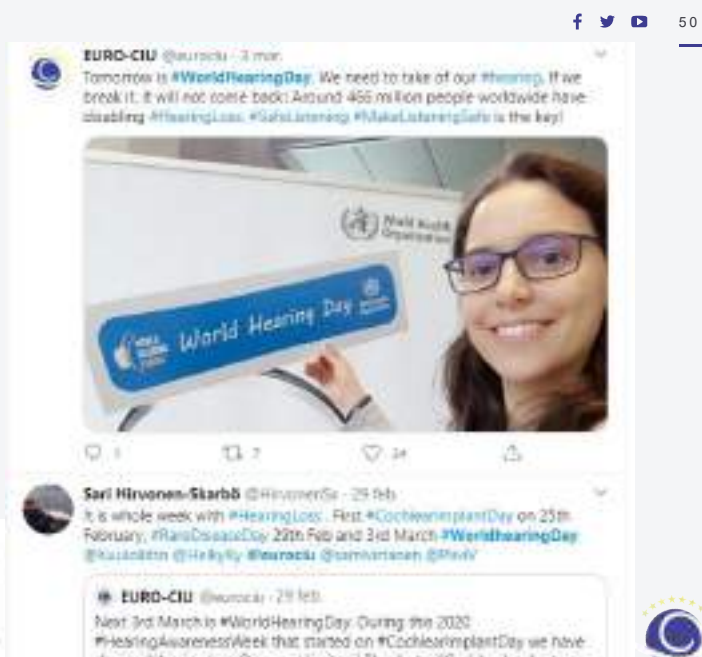 50
EURO-CIU @eurociu · 3 mar.
Tomorrow is #WorldHearingDay. We need to take of our #hearing. If we
break it, it will not come back! Around 466 million people worldwide have
disabling #HearingLoss. #SafeListening #MakeListeningSafe is the key!
World Health
Organization
World Hearing Day
7
24
Sari Hirvonen-Skarbö @HirvonenSa · 29 feb.
It is whole week with #HearingLoss. First #CochlearImplantDay on 25th
February, #RareDiseaseDay 29th Feb and 3rd March #WorldhearingDay
@kuuloliitto @eurociu @samivirtanen
EURO-CIU @eurociu · 29 feb.
Next 3rd March is #WorldHearingDay. During this 2020
#HearingAwarenessWeek that started on #CochlearImplantDay we have